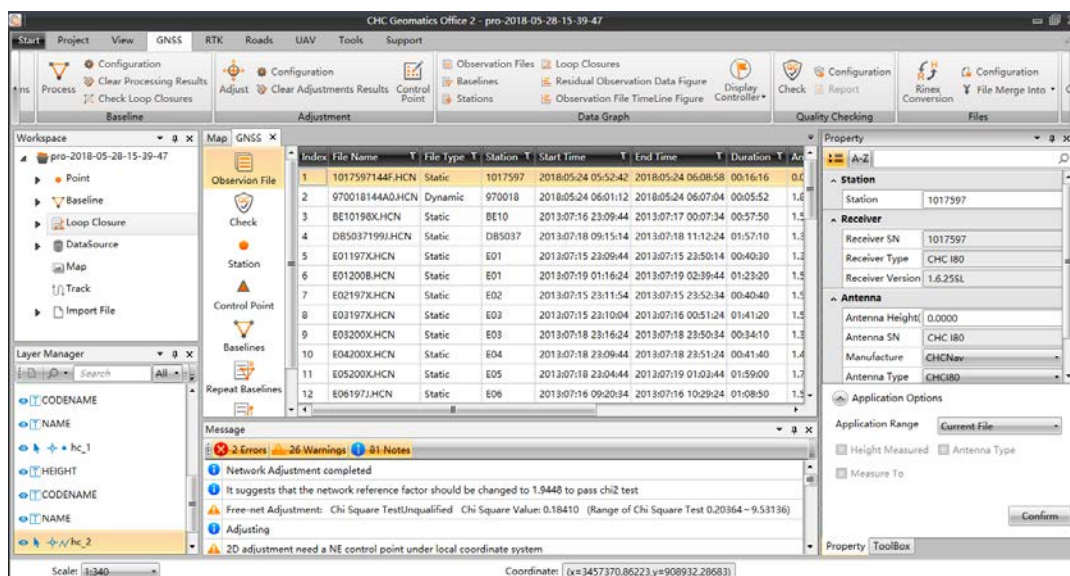 CHC Geomatics Office 2 - pro-2018-05-28-15-39-47
Start Project View GNSS RTK Roads UAV Tools Support
Process Configuration Clear Processing Results Check Loop Closures
Baseline
Adjust Configuration Clear Adjustments Results Control Point
Adjustment
Observation Files Baselines Stations Loop Closures Residual Observation Data Figure Observation File TimeLine Figure Display Controller
Data Graph
Check Configuration Report
Quality Checking
Rinex Conversion Configuration File Merge Into
Files
Workspace
pro-2018-05-28-15-39-47
Point
Baseline
Loop Closure
DataSource
Map
Track
Import File
Layer Manager
Search All
CODENAME
NAME
hc_1
HEIGHT
CODENAME
NAME
hc_2
Map GNSS
Observion File
Check
Station
Control Point
Baselines
Repeat Baselines
Index File Name File Type Station Start Time End Time Duration An
1 1017597144F.HCN Static 1017597 2018:05:24 05:52:42 2018:05:24 06:08:58 00:16:16
2 970018144A0.HCN Dynamic 970018 2018:05:24 06:01:12 2018:05:24 06:07:04 00:05:52
3 BE10198X.HCN Static BE10 2013:07:16 23:09:44 2013:07:17 00:07:34 00:57:50
4 DB5037199J.HCN Static DB5037 2013:07:18 09:15:14 2013:07:18 11:12:24 01:57:10
5 E01197X.HCN Static E01 2013:07:15 23:09:44 2013:07:15 23:50:14 00:40:30
6 E01200B.HCN Static E01 2013:07:19 01:16:24 2013:07:19 02:39:44 01:23:20
7 E02197X.HCN Static E02 2013:07:15 23:11:54 2013:07:15 23:52:34 00:40:40
8 E03197X.HCN Static E03 2013:07:15 23:10:04 2013:07:16 00:51:24 01:41:20
9 E03200X.HCN Static E03 2013:07:18 23:16:24 2013:07:18 23:50:34 00:34:10
10 E04200X.HCN Static E04 2013:07:18 23:09:44 2013:07:18 23:51:24 00:41:40
11 E05200X.HCN Static E05 2013:07:18 23:04:44 2013:07:19 01:03:44 01:59:00
12 E06197J.HCN Static E06 2013:07:16 09:20:34 2013:07:16 10:29:24 01:08:50
Message
2 Errors 26 Warnings 81 Notes
Network Adjustment completed
It suggests that the network reference factor should be changed to 1.9448 to pass chi2 test
Free-net Adjustment: Chi Square TestUnqualified Chi Square Value: 0.18410 (Range of Chi Square Test 0.20364 ~ 9.53136)
Adjusting
2D adjustment need a NE control point under local coordinate system
Property
A-Z
Station
Station 1017597
Receiver
Receiver SN 1017597
Receiver Type CHC I80
Receiver Version 1.6.25SL
Antenna
Antenna Height( 0.0000
Antenna SN CHC I80
Manufacture CHCNav
Antenna Type CHCI80
Application Options
Application Range Current File
Height Measured Antenna Type
Measure To
Confirm
Property ToolBox
Scale: 1:340 Coordinate: (x=3457370.86223,y=908932.28683)